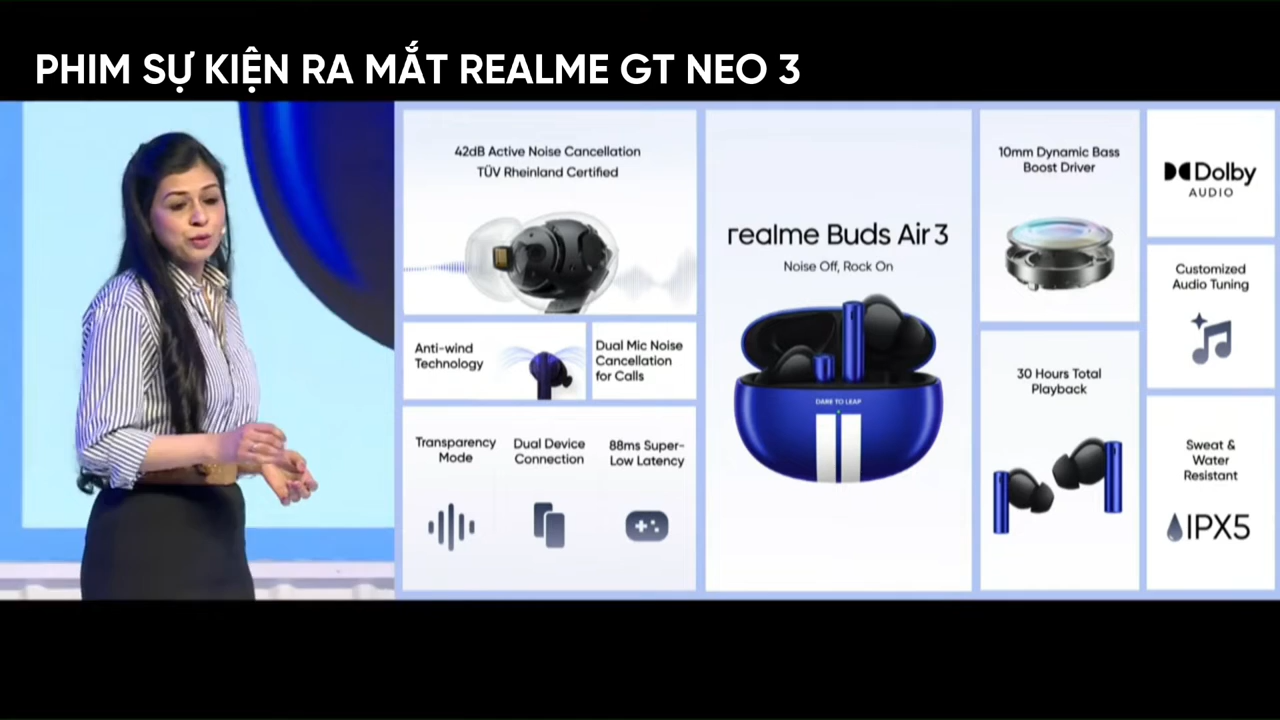 PHIM SỰ KIỆN RA MẮT REALME GT NEO 3
42dB Active Noise Cancellation
TÜV Rheinland Certified
Anti-wind
Technology
Dual Mic Noise
Cancellation
for Calls
Transparency
Mode
Dual Device
Connection
88ms Super-
Low Latency
realme Buds Air 3
Noise Off, Rock On
DARE TO LEAP
10mm Dynamic Bass
Boost Driver
30 Hours Total
Playback
Dolby
AUDIO
Customized
Audio Tuning
Sweat &
Water
Resistant
IPX5